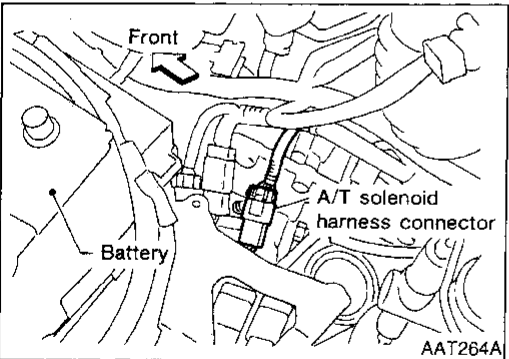 Front
A/T solenoid
harness connector
Battery
AAT264A